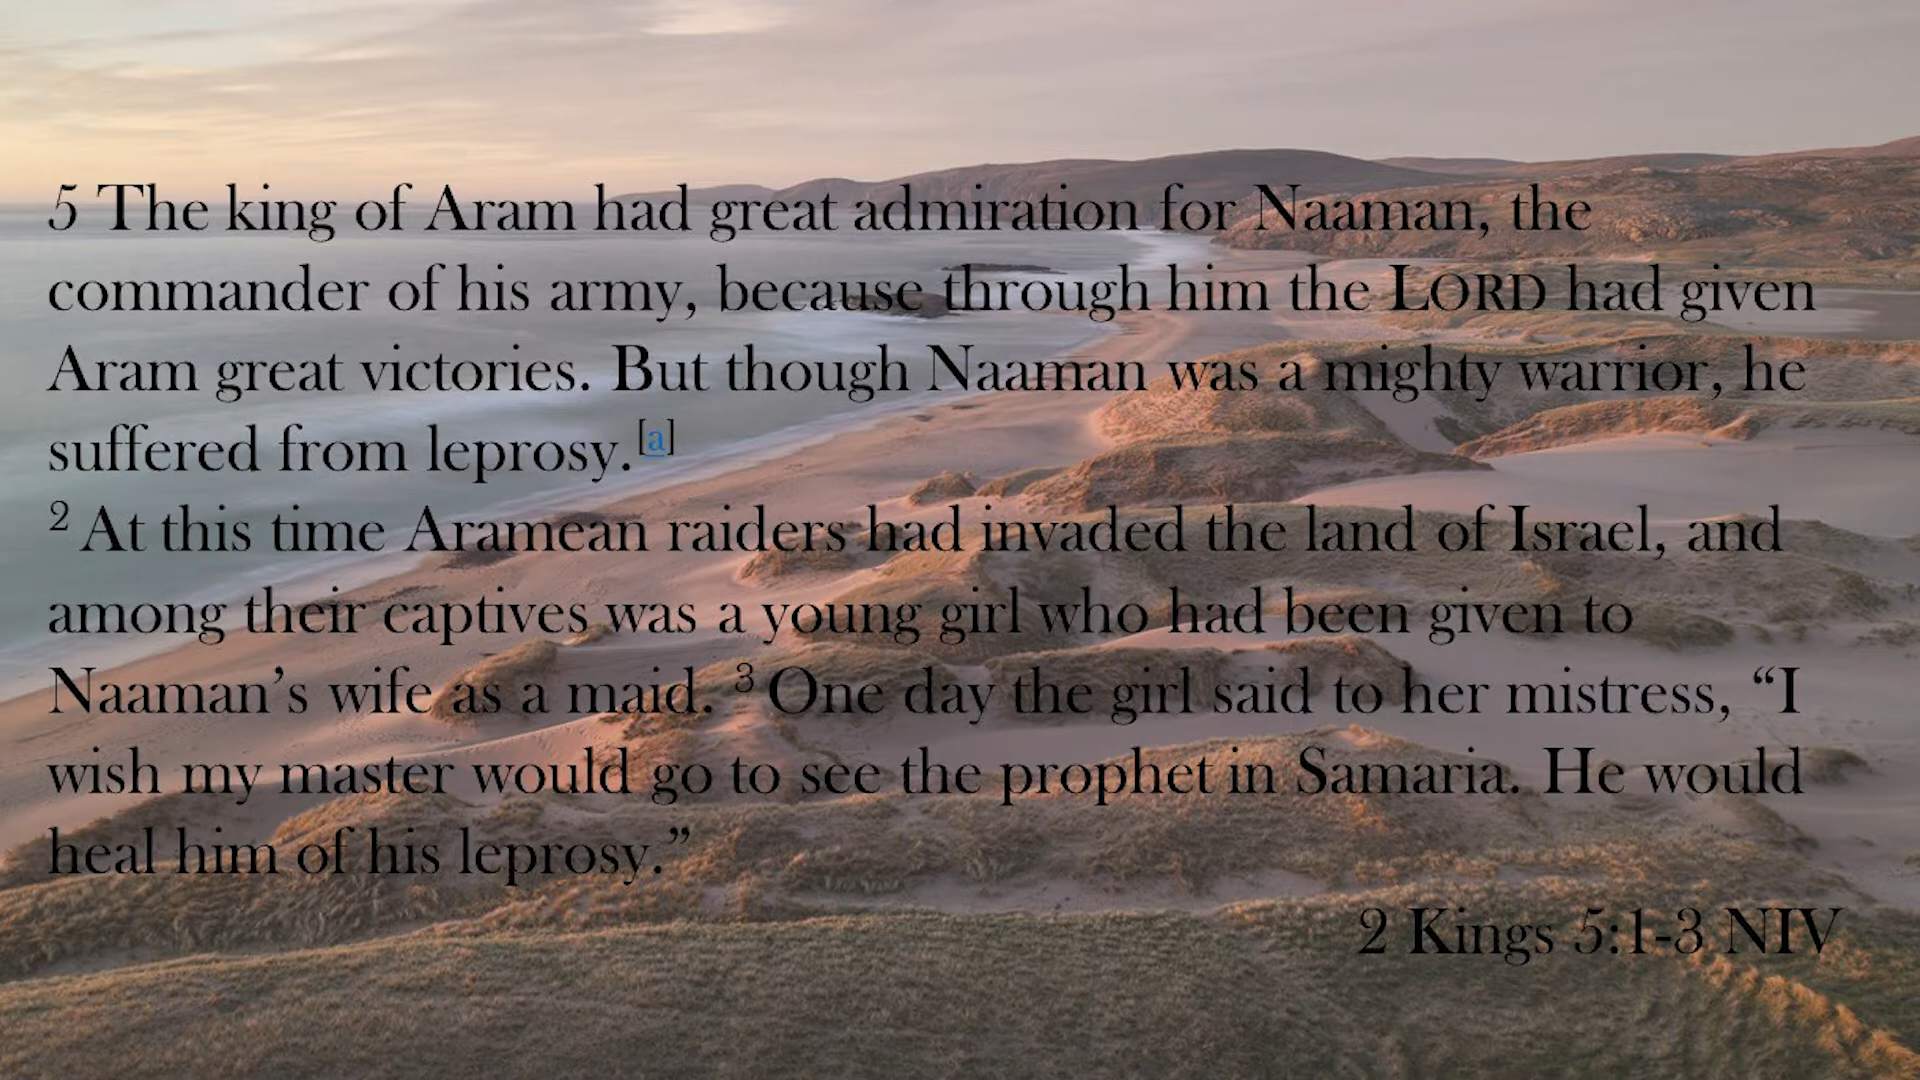 5 The king of Aram had great admiration for Naaman, the
commander of his army, because through him the LORD had given
Aram great victories. But though Naaman was a mighty warrior, he
suffered from leprosy.[a]
2 At this time Aramean raiders had invaded the land of Israel, and
among their captives was a young girl who had been given to
Naaman’s wife as a maid. 3 One day the girl said to her mistress, “I
wish my master would go to see the prophet in Samaria. He would
heal him of his leprosy.”
2 Kings 5:1-3 NIV